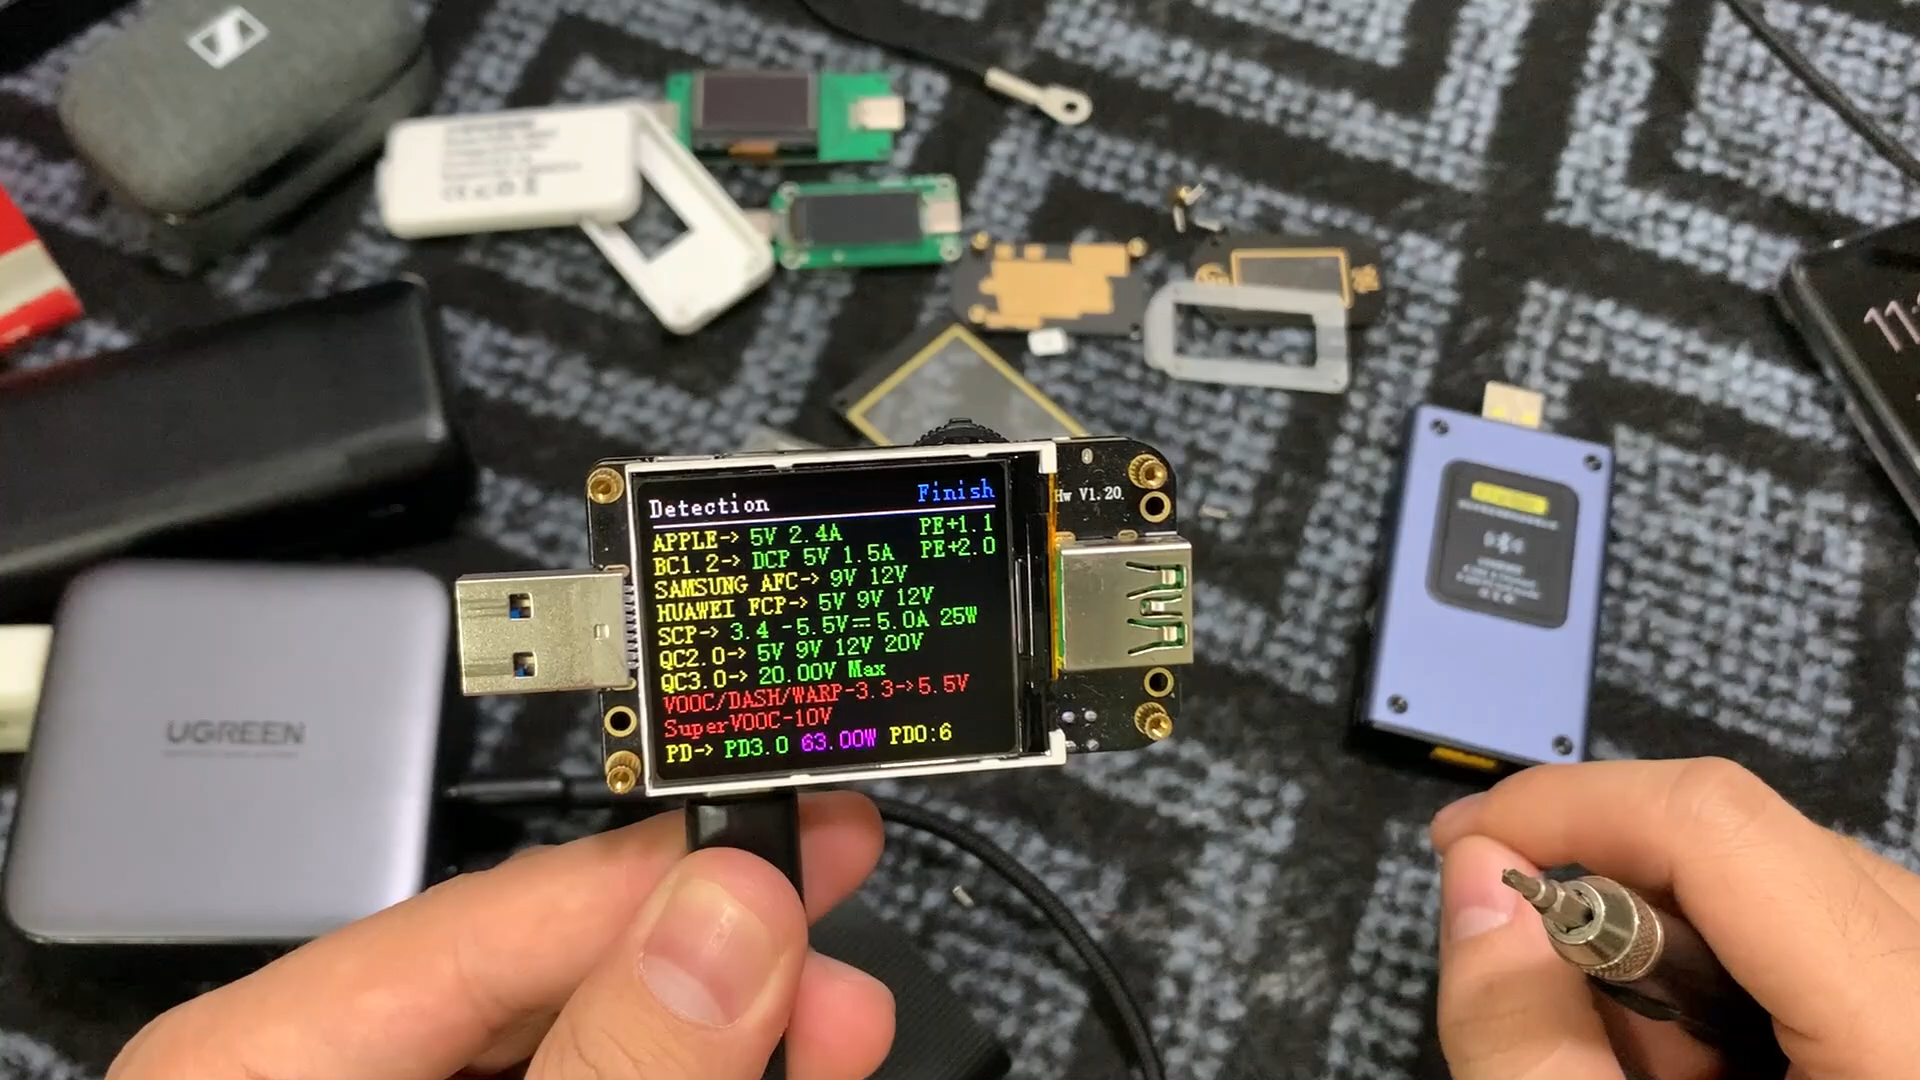 Detection Finish
APPLE-> 5V 2.4A PE+1.1
BC1.2-> DCP 5V 1.5A PE+2.0
SAMSUNG AFC-> 9V 12V
HUAWEI FCP-> 5V 9V 12V
SCP-> 3.4 -5.5V⎓5.0A 25W
QC2.0-> 5V 9V 12V 20V
QC3.0-> 20.00V Max
VOOC/DASH/WARP-3.3->5.5V
SuperVOOC-10V
PD-> PD3.0 63.00W PDO:6
Hw V1.20.
UGREEN
11